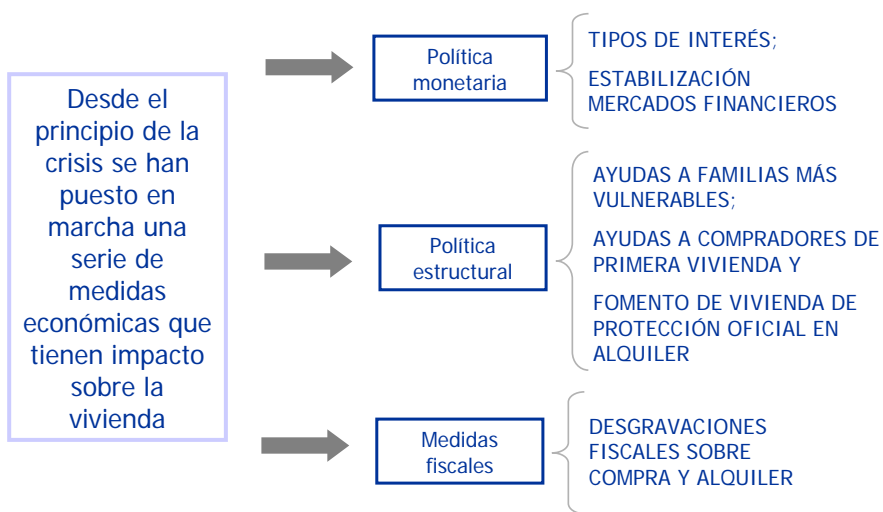 Desde el
principio de la
crisis se han
puesto en
marcha una
serie de
medidas
económicas que
tienen impacto
sobre la
vivienda
Política
monetaria
TIPOS DE INTERÉS;
ESTABILIZACIÓN
MERCADOS FINANCIEROS
Política
estructural
AYUDAS A FAMILIAS MÁS
VULNERABLES;
AYUDAS A COMPRADORES DE
PRIMERA VIVIENDA Y
FOMENTO DE VIVIENDA DE
PROTECCIÓN OFICIAL EN
ALQUILER
Medidas
fiscales
DESGRAVACIONES
FISCALES SOBRE
COMPRA Y ALQUILER